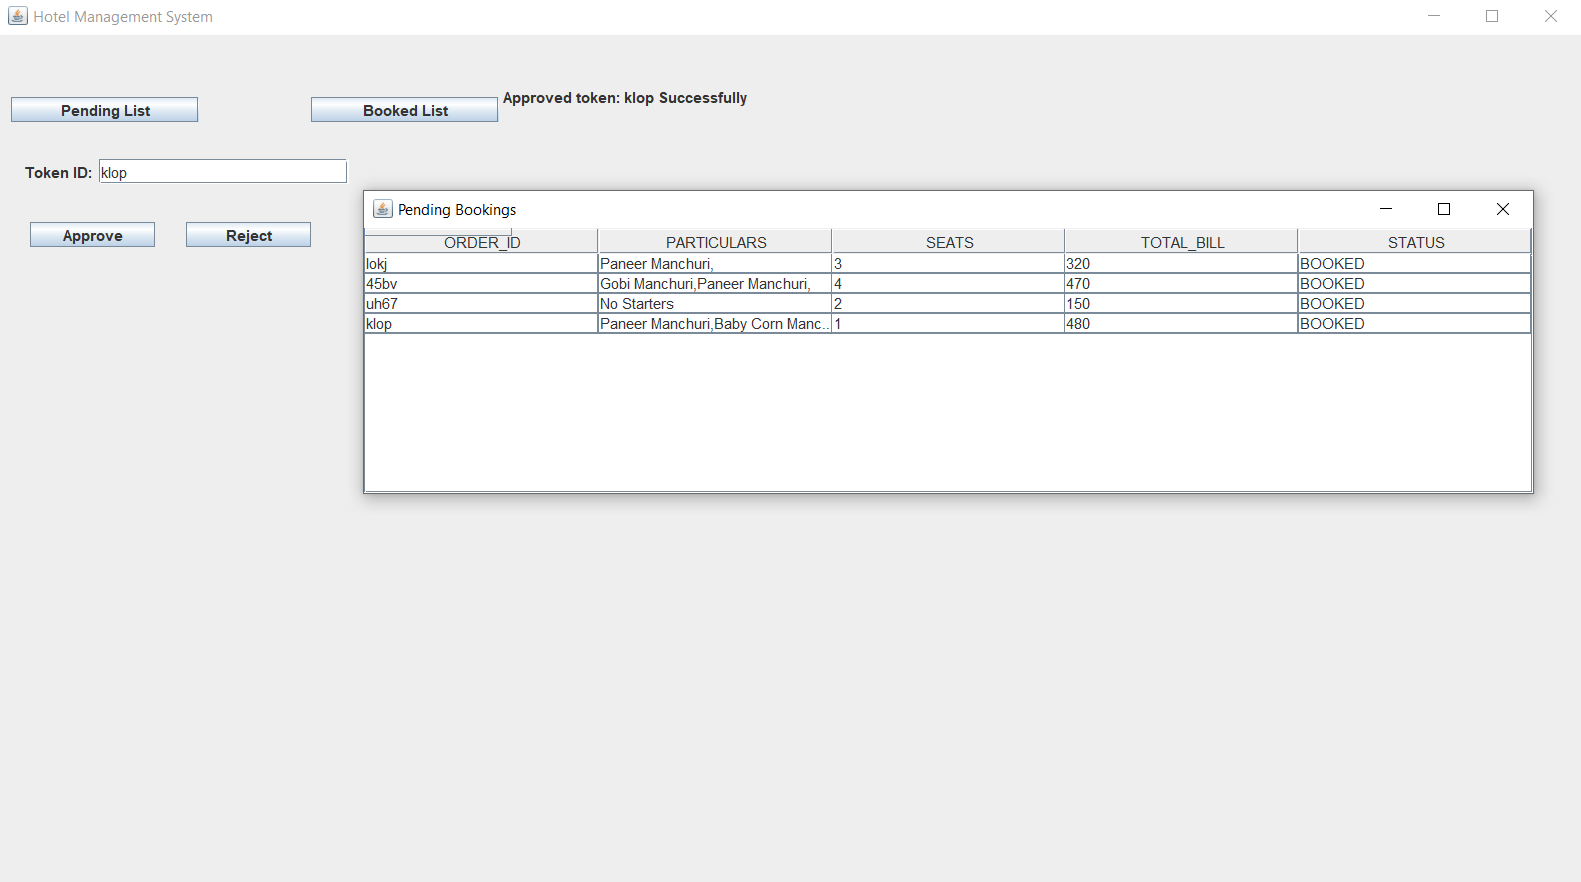 Hotel Management System
Pending List
Booked List
Approved token: klop Successfully
Token ID: klop
Approve
Reject
Pending Bookings
ORDER_ID PARTICULARS SEATS TOTAL_BILL STATUS
lokj Paneer Manchuri, 3 320 BOOKED
45bv Gobi Manchuri,Paneer Manchuri, 4 470 BOOKED
uh67 No Starters 2 150 BOOKED
klop Paneer Manchuri,Baby Corn Manc... 1 480 BOOKED